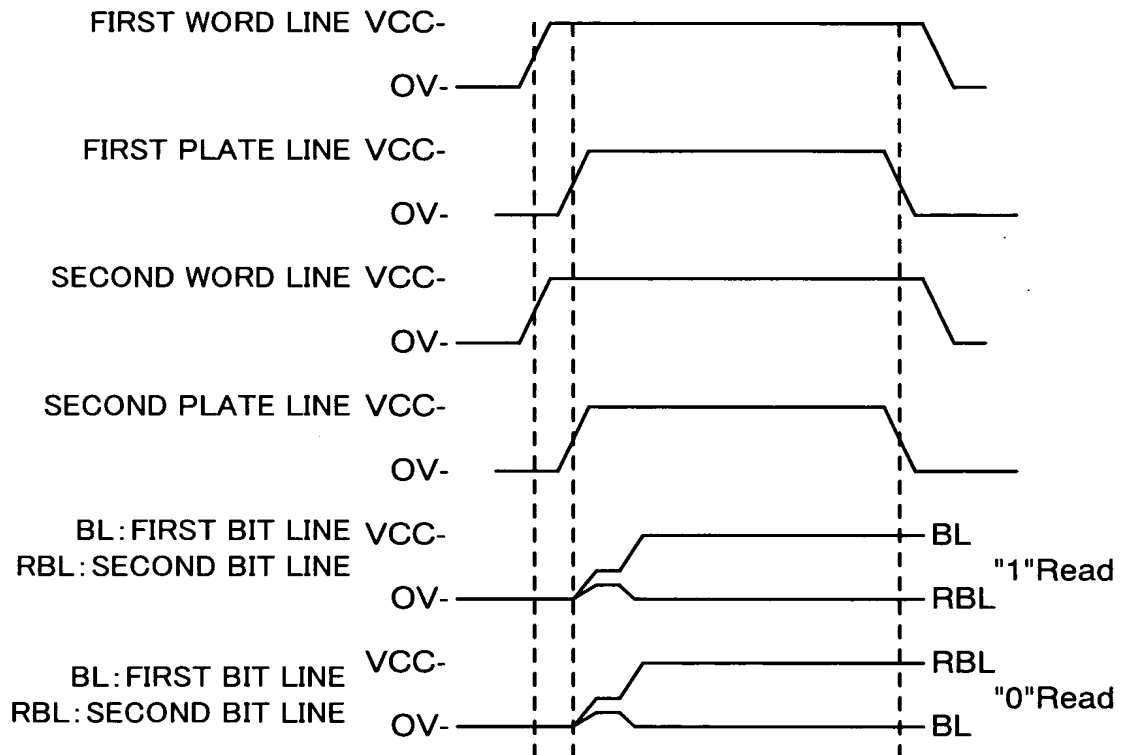 FIRST WORD LINE VCC-
OV-
FIRST PLATE LINE VCC-
OV-
SECOND WORD LINE VCC-
OV-
SECOND PLATE LINE VCC-
OV-
BL:FIRST BIT LINE VCC- BL
RBL:SECOND BIT LINE "1"Read
OV- RBL
VCC- RBL
BL:FIRST BIT LINE
RBL:SECOND BIT LINE "0"Read
OV- BL